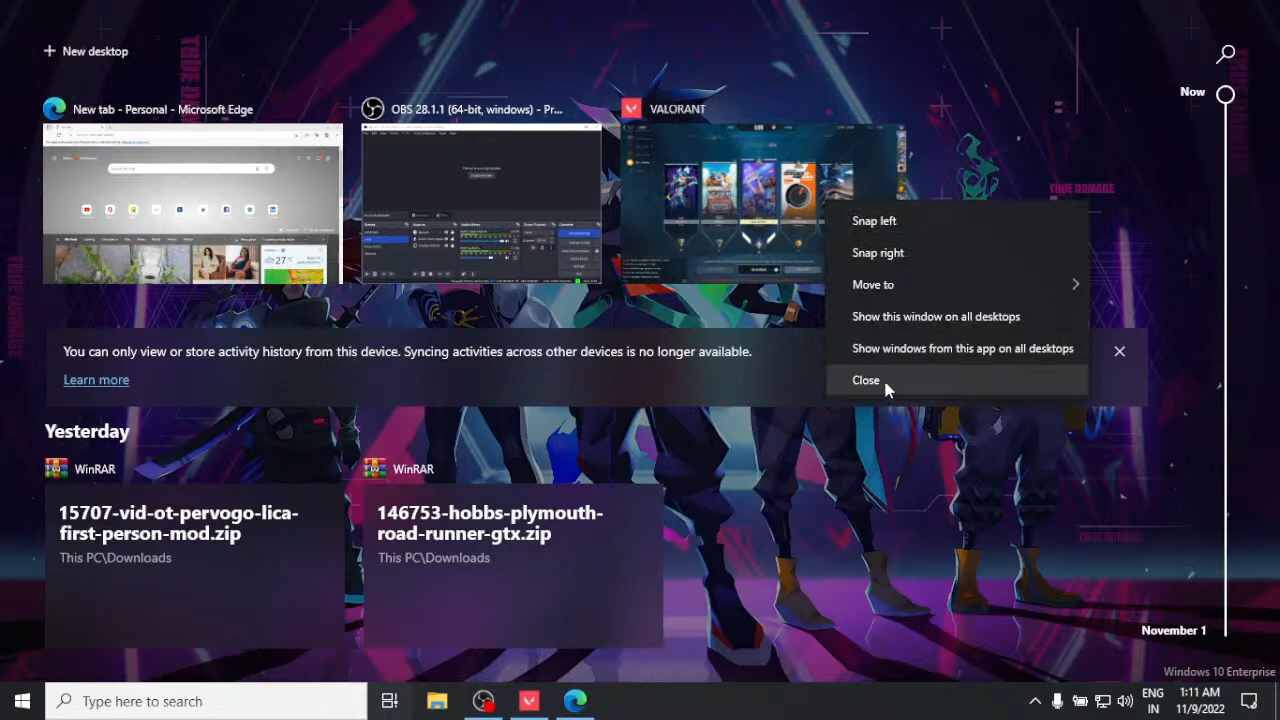 New desktop
Now
New tab - Personal - Microsoft Edge
OBS 28.1.1 (64-bit, windows) - Pr...
VALORANT
TRUE DAMAGE
Snap left
Snap right
Move to
Show this window on all desktops
Show windows from this app on all desktops
Close
You can only view or store activity history from this device. Syncing activities across other devices is no longer available.
Learn more
Yesterday
WinRAR
WinRAR
15707-vid-ot-pervogo-lica-
first-person-mod.zip
This PC\Downloads
146753-hobbs-plymouth-
road-runner-gtx.zip
This PC\Downloads
November 1
Windows 10 Enterprise
Type here to search
ENG
IN
1:11 AM
11/9/2022